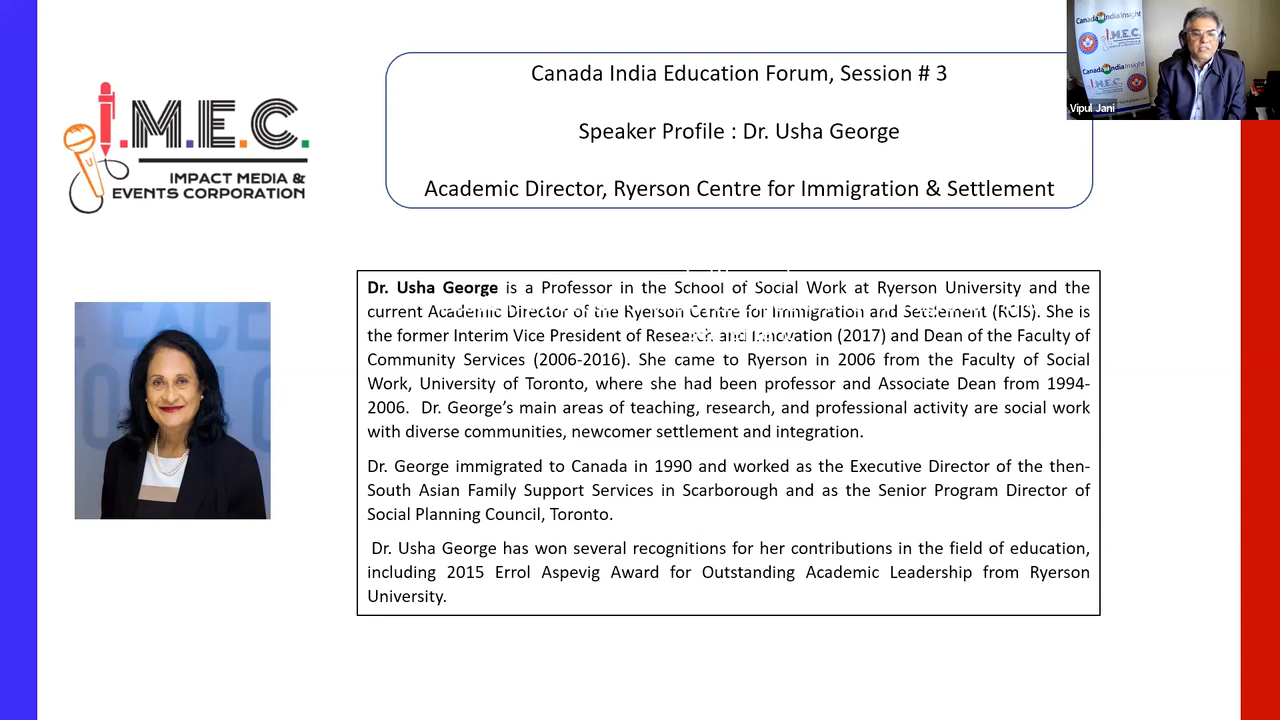 Canada India Education Forum, Session # 3
Speaker Profile : Dr. Usha George
Academic Director, Ryerson Centre for Immigration & Settlement
Canada India Insight
I.M.E.C.
Canada India Insight
I.M.E.C.
Vipul Jani
I.M.E.C.
IMPACT MEDIA &
EVENTS CORPORATION
Dr. Usha George is a Professor in the School of Social Work at Ryerson University and the
current Academic Director of the Ryerson Centre for Immigration and Settlement (RCIS). She is
the former Interim Vice President of Research and Innovation (2017) and Dean of the Faculty of
Community Services (2006-2016). She came to Ryerson in 2006 from the Faculty of Social
Work, University of Toronto, where she had been professor and Associate Dean from 1994-
2006. Dr. George’s main areas of teaching, research, and professional activity are social work
with diverse communities, newcomer settlement and integration.
Dr. George immigrated to Canada in 1990 and worked as the Executive Director of the then-
South Asian Family Support Services in Scarborough and as the Senior Program Director of
Social Planning Council, Toronto.
Dr. Usha George has won several recognitions for her contributions in the field of education,
including 2015 Errol Aspevig Award for Outstanding Academic Leadership from Ryerson
University.